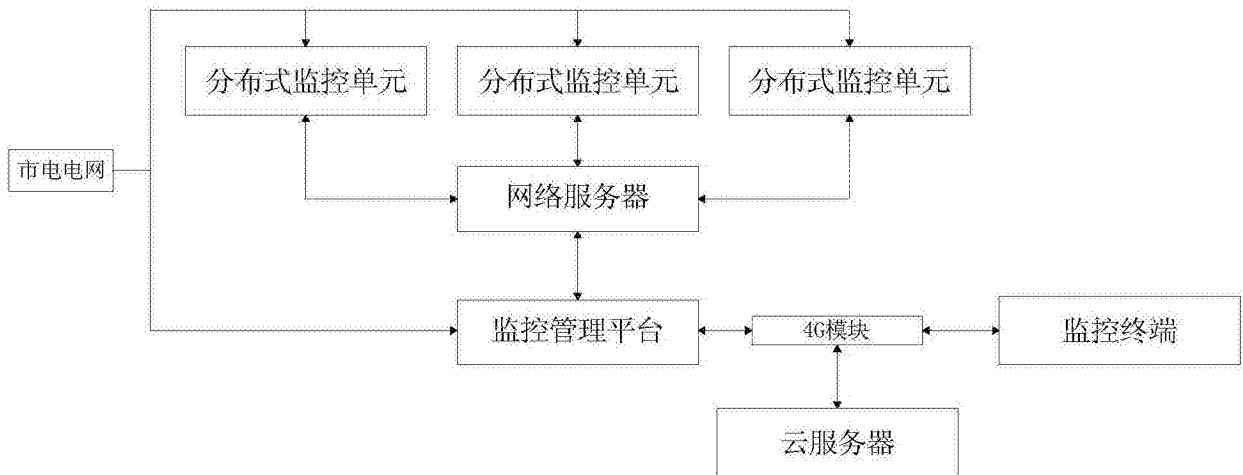 分布式监控单元
分布式监控单元
分布式监控单元
市电电网
网络服务器
监控管理平台
4G模块
监控终端
云服务器